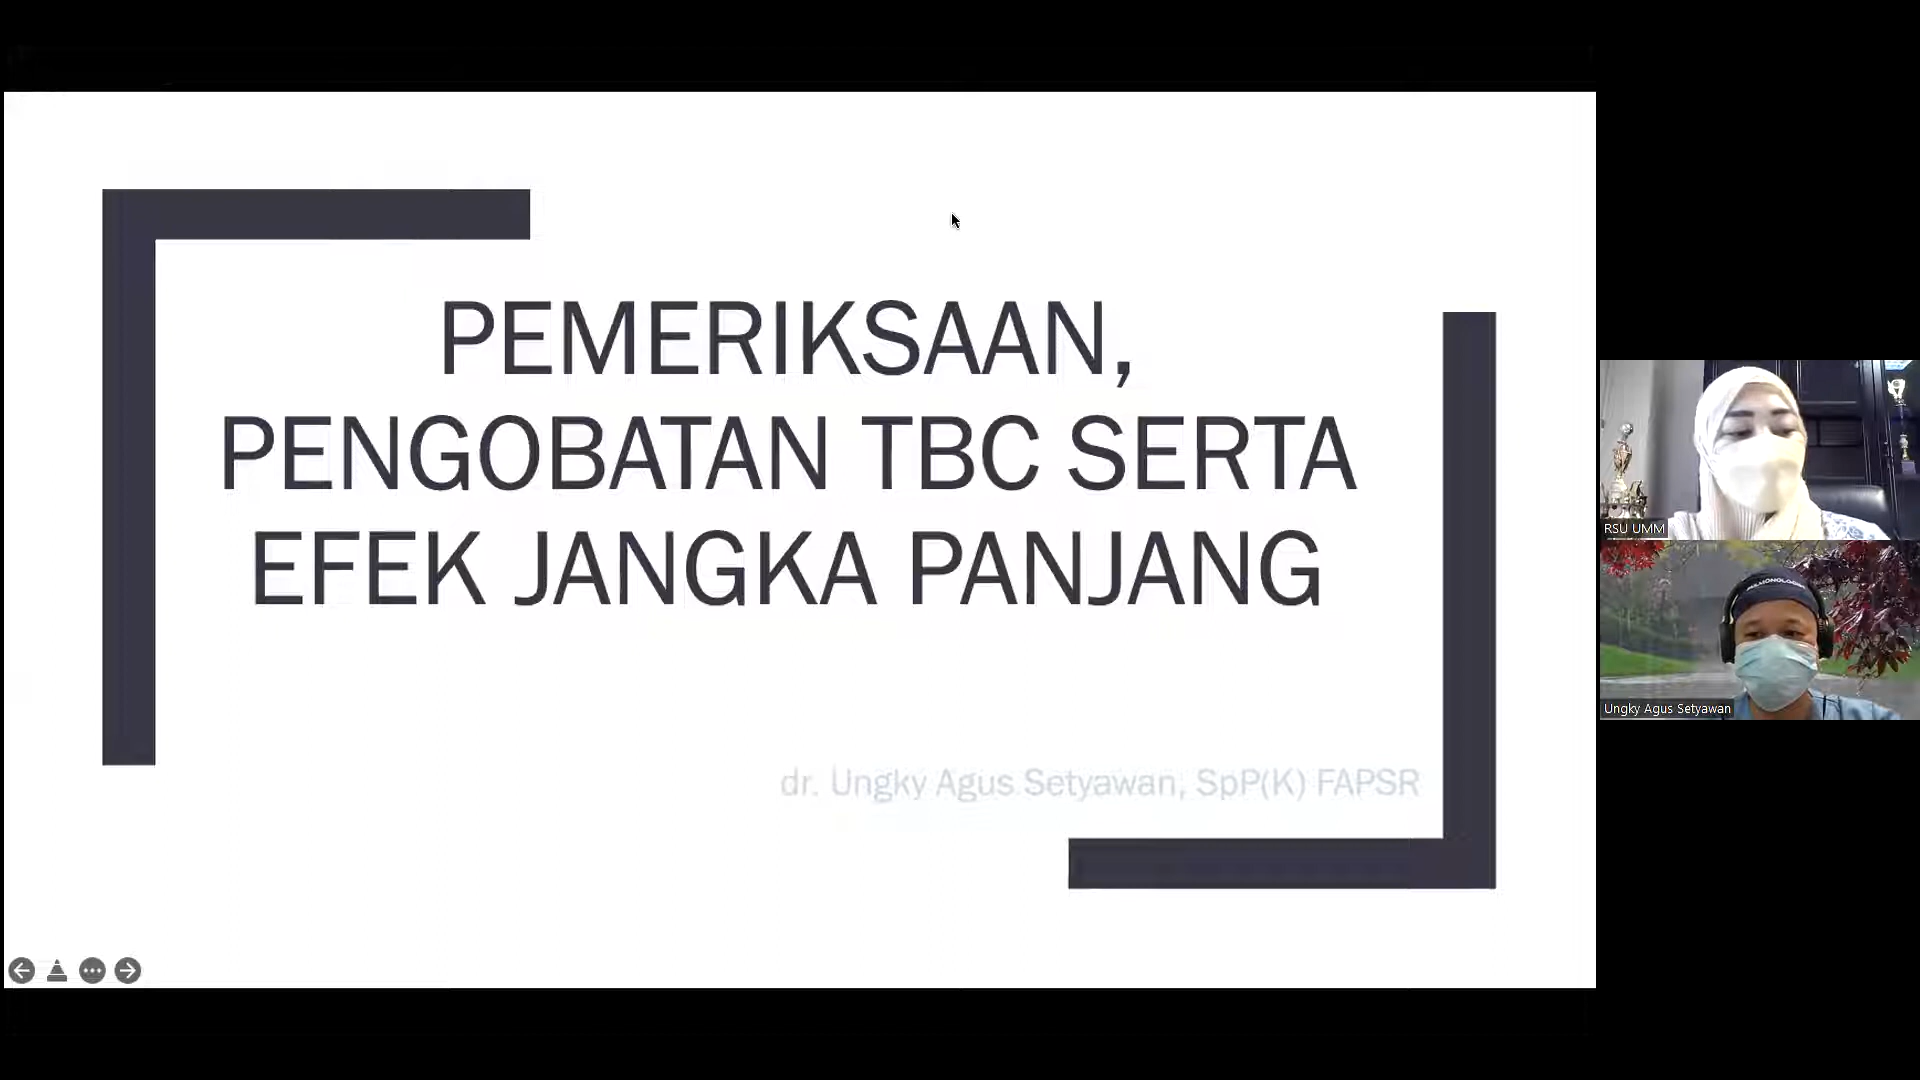 PEMERIKSAAN,
PENGOBATAN TBC SERTA
EFEK JANGKA PANJANG
dr. Ungky Agus Setyawan, SpP(K) FAPSR
RSU UMM
Ungky Agus Setyawan